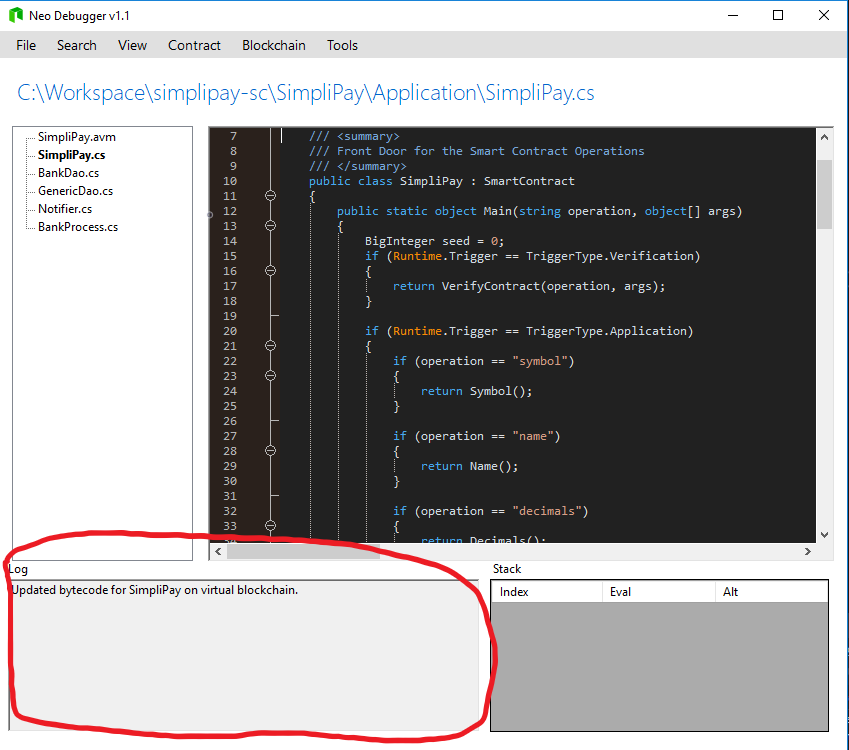 Neo Debugger v1.1
File Search View Contract Blockchain Tools
C:\Workspace\simplipay-sc\SimpliPay\Application\SimpliPay.cs
SimpliPay.avm
SimpliPay.cs
BankDao.cs
GenericDao.cs
Notifier.cs
BankProcess.cs
7 /// <summary>
8 /// Front Door for the Smart Contract Operations
9 /// </summary>
10 public class SimpliPay : SmartContract
11 {
12 public static object Main(string operation, object[] args)
13 {
14 BigInteger seed = 0;
15 if (Runtime.Trigger == TriggerType.Verification)
16 {
17 return VerifyContract(operation, args);
18 }
19
20 if (Runtime.Trigger == TriggerType.Application)
21 {
22 if (operation == "symbol")
23 {
24 return Symbol();
25 }
26
27 if (operation == "name")
28 {
29 return Name();
30 }
31
32 if (operation == "decimals")
33 {
34 return Decimals();
Log
Updated bytecode for SimpliPay on virtual blockchain.
Stack
Index Eval Alt